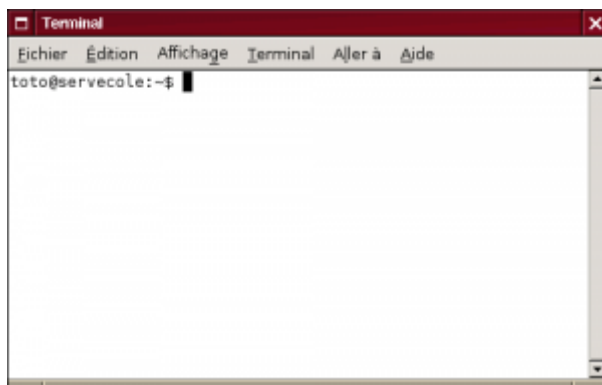 Terminal
Fichier Édition Affichage Terminal Aller à Aide
toto@servecole:~$